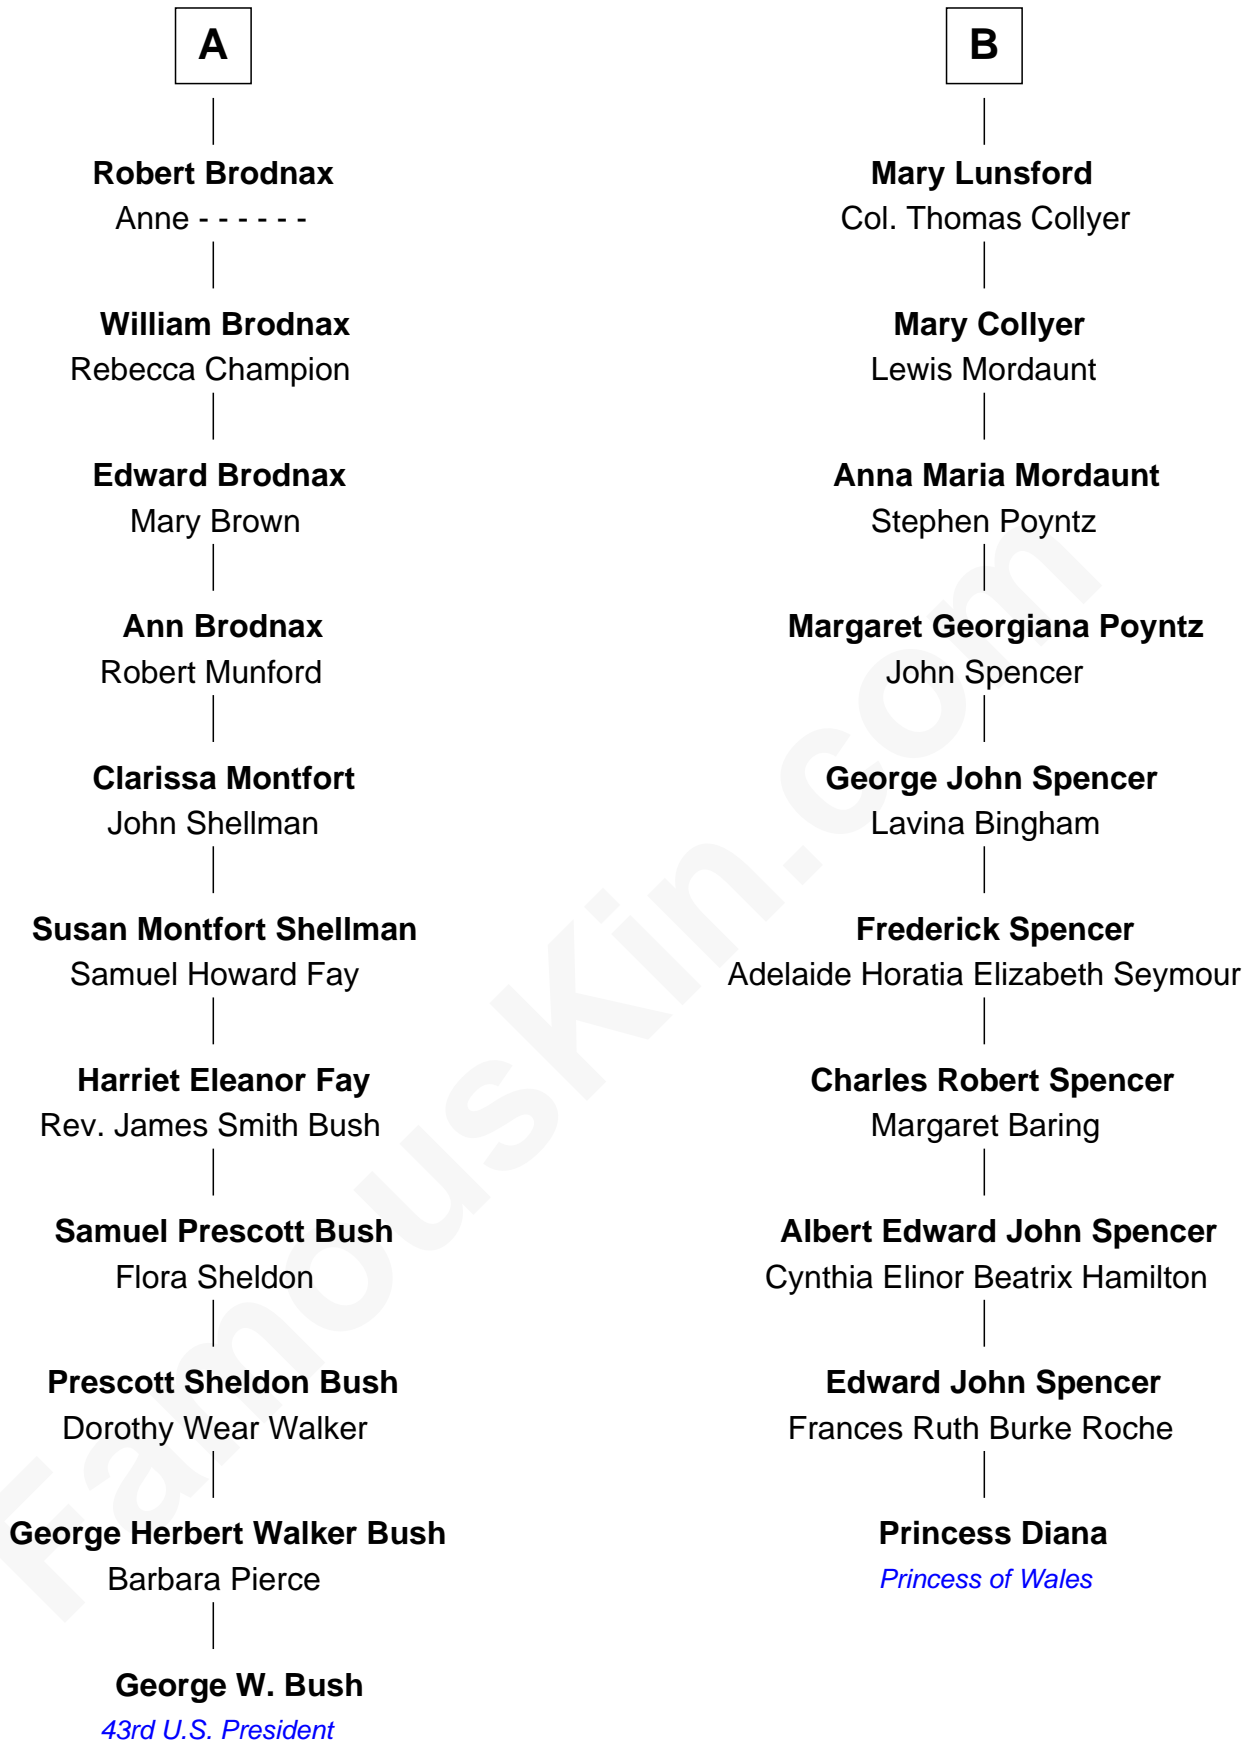 A
Robert Brodnax
Anne - - - - - -
William Brodnax
Rebecca Champion
Edward Brodnax
Mary Brown
Ann Brodnax
Robert Munford
Clarissa Montfort
John Shellman
Susan Montfort Shellman
Samuel Howard Fay
Harriet Eleanor Fay
Rev. James Smith Bush
Samuel Prescott Bush
Flora Sheldon
Prescott Sheldon Bush
Dorothy Wear Walker
George Herbert Walker Bush
Barbara Pierce
George W. Bush
43rd U.S. President
B
Mary Lunsford
Col. Thomas Collyer
Mary Collyer
Lewis Mordaunt
Anna Maria Mordaunt
Stephen Poyntz
Margaret Georgiana Poyntz
John Spencer
George John Spencer
Lavina Bingham
Frederick Spencer
Adelaide Horatia Elizabeth Seymour
Charles Robert Spencer
Margaret Baring
Albert Edward John Spencer
Cynthia Elinor Beatrix Hamilton
Edward John Spencer
Frances Ruth Burke Roche
Princess Diana
Princess of Wales
FamousKin.com